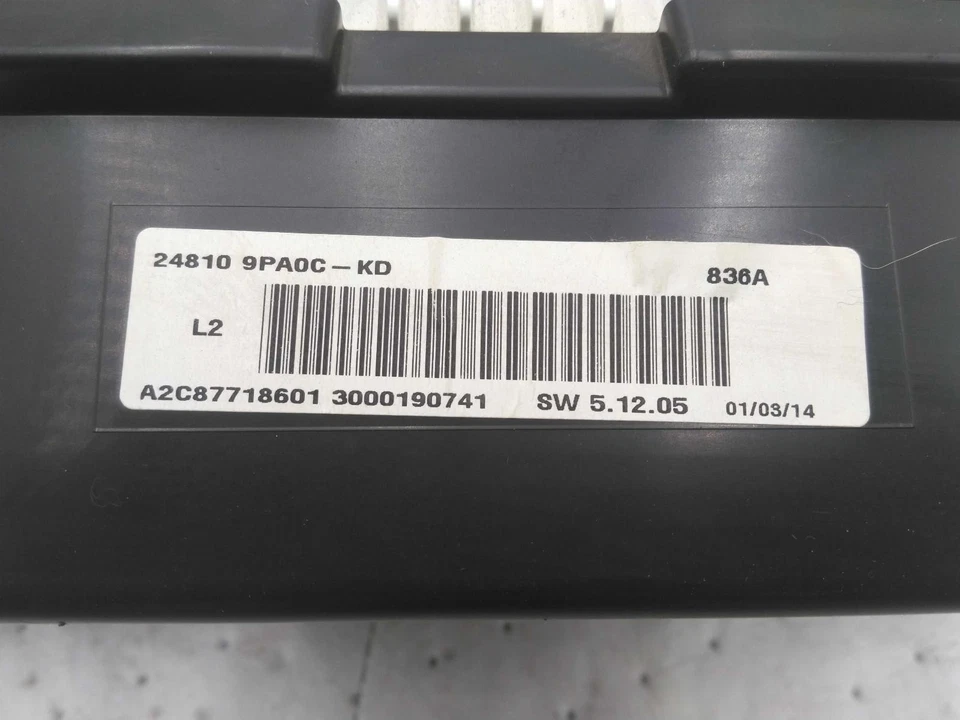 24810 9PA0C – KD 836A
L2
A2C87718601 3000190741 SW 5.12.05 01/03/14